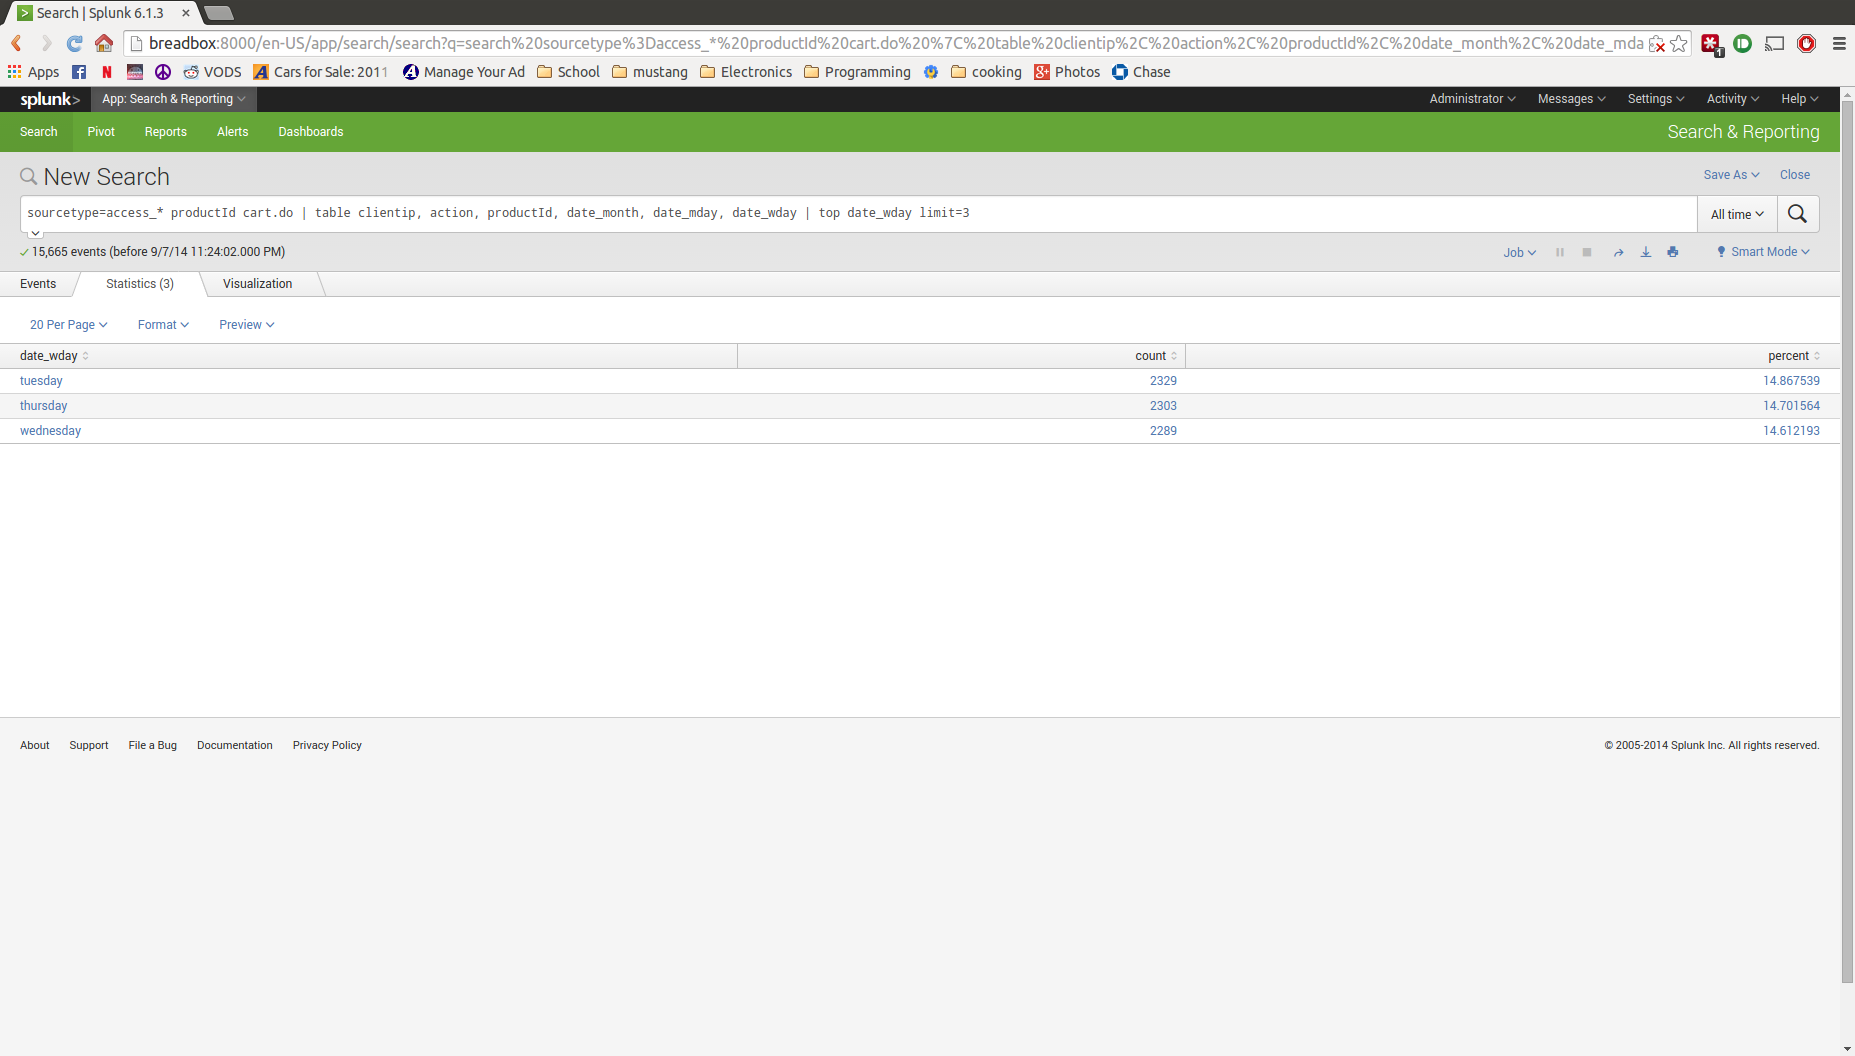 Search | Splunk 6.1.3
breadbox:8000/en-US/app/search/search?q=search%20sourcetype%3Daccess_*%20productId%20cart.do%20%7C%20table%20clientip%2C%20action%2C%20productId%2C%20date_month%2C%20date_mda
Apps VODS Cars for Sale: 2011 Manage Your Ad School mustang Electronics Programming cooking Photos Chase
splunk> App: Search & Reporting Administrator Messages Settings Activity Help
Search Pivot Reports Alerts Dashboards Search & Reporting
New Search Save As Close
sourcetype=access_* productId cart.do | table clientip, action, productId, date_month, date_mday, date_wday | top date_wday limit=3 All time
15,665 events (before 9/7/14 11:24:02.000 PM) Job Smart Mode
Events Statistics (3) Visualization
20 Per Page Format Preview
date_wday count percent
tuesday 2329 14.867539
thursday 2303 14.701564
wednesday 2289 14.612193
About Support File a Bug Documentation Privacy Policy © 2005-2014 Splunk Inc. All rights reserved.